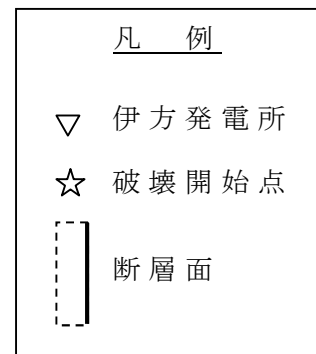 凡 例
伊方発電所
破壊開始点
断層面